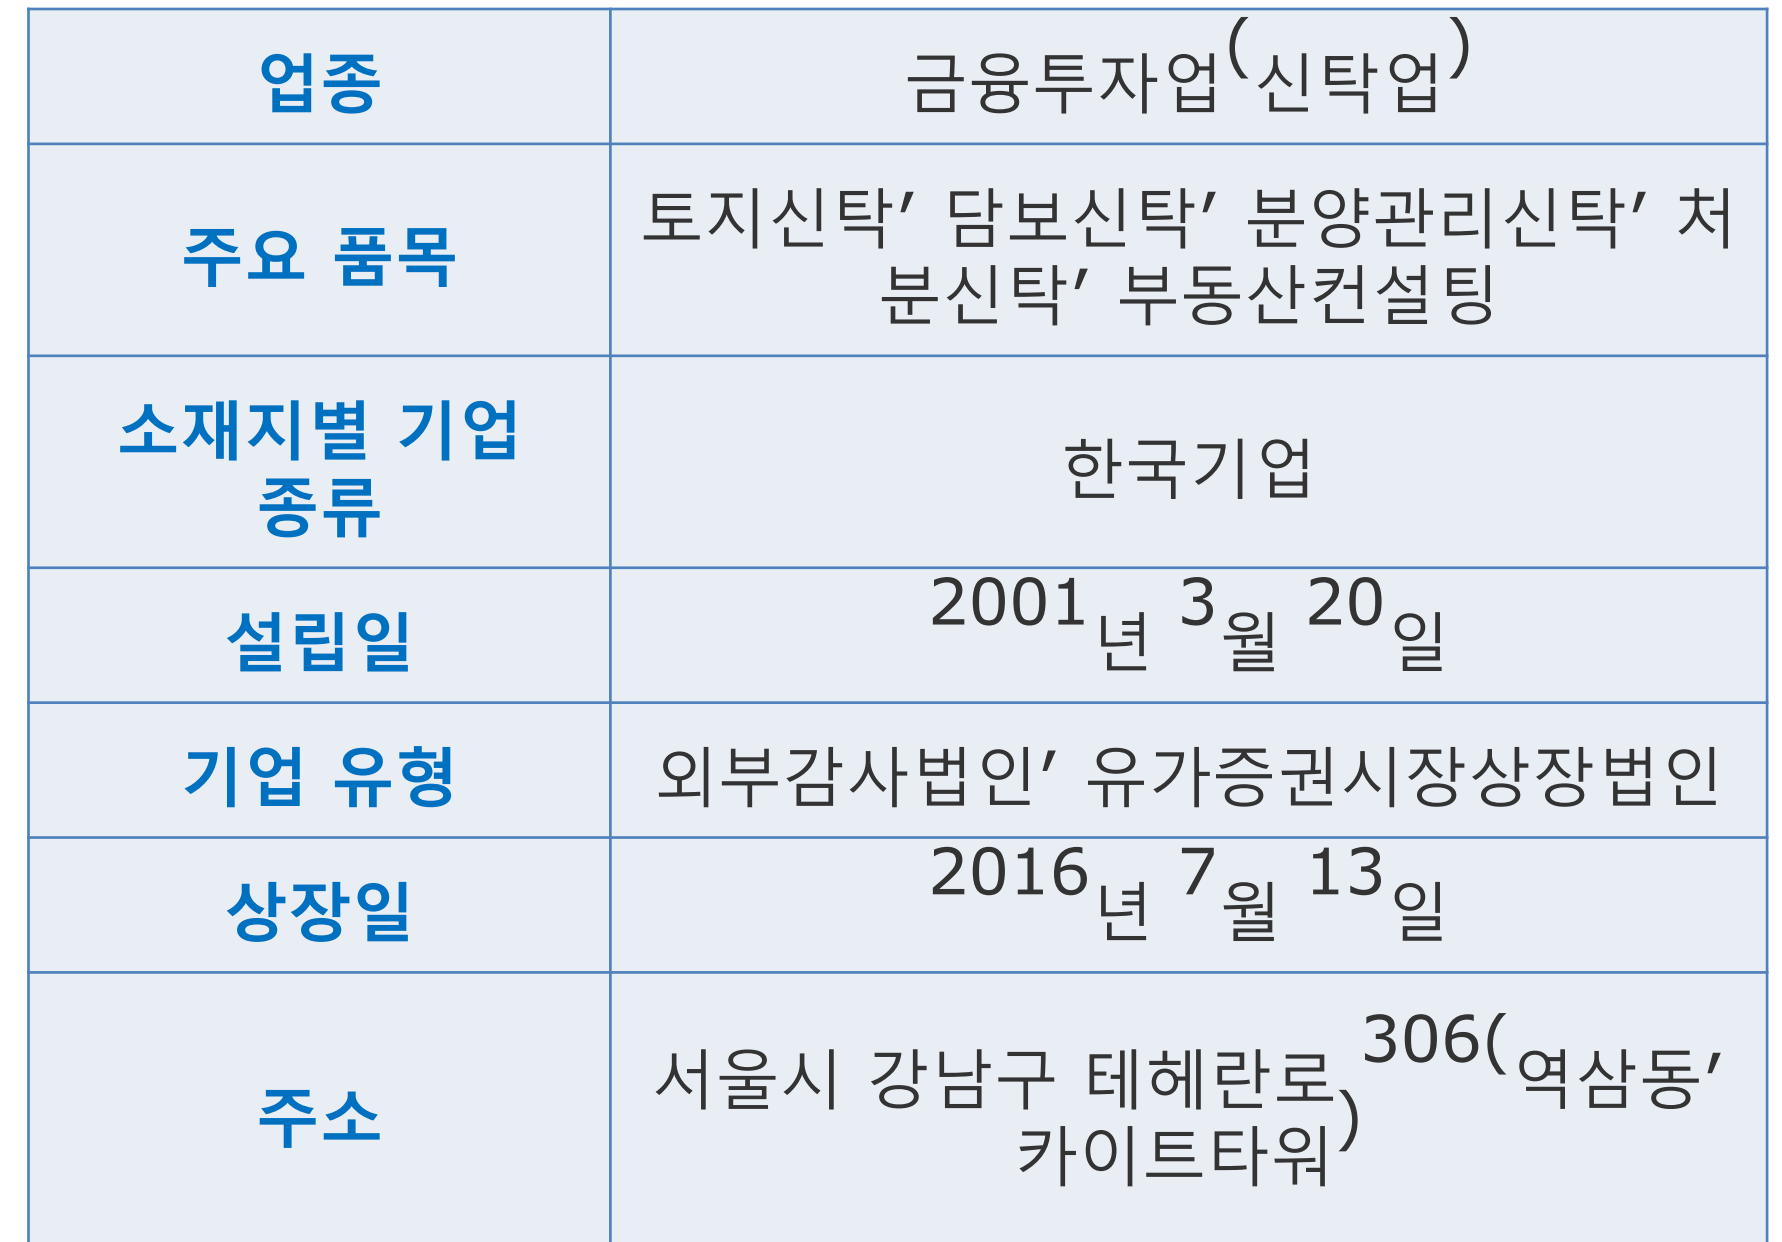 업종
금융투자업(신탁업)
주요 품목
토지신탁, 담보신탁, 분양관리신탁, 처
분신탁, 부동산컨설팅
소재지별 기업
종류
한국기업
설립일
2001년 3월 20일
기업 유형
외부감사법인, 유가증권시장상장법인
상장일
2016년 7월 13일
주소
서울시 강남구 테헤란로 306(역삼동,
카이트타워)